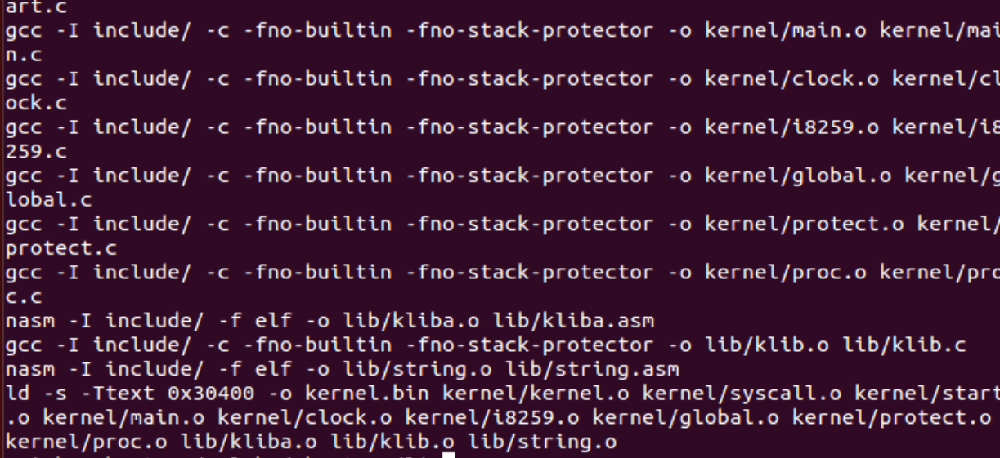 art.c
gcc -I include/ -c -fno-builtin -fno-stack-protector -o kernel/main.o kernel/mai
n.c
gcc -I include/ -c -fno-builtin -fno-stack-protector -o kernel/clock.o kernel/cl
ock.c
gcc -I include/ -c -fno-builtin -fno-stack-protector -o kernel/i8259.o kernel/i8
259.c
gcc -I include/ -c -fno-builtin -fno-stack-protector -o kernel/global.o kernel/g
lobal.c
gcc -I include/ -c -fno-builtin -fno-stack-protector -o kernel/protect.o kernel/
protect.c
gcc -I include/ -c -fno-builtin -fno-stack-protector -o kernel/proc.o kernel/pro
c.c
nasm -I include/ -f elf -o lib/kliba.o lib/kliba.asm
gcc -I include/ -c -fno-builtin -fno-stack-protector -o lib/klib.o lib/klib.c
nasm -I include/ -f elf -o lib/string.o lib/string.asm
ld -s -Ttext 0x30400 -o kernel.bin kernel/kernel.o kernel/syscall.o kernel/start
.o kernel/main.o kernel/clock.o kernel/i8259.o kernel/global.o kernel/protect.o
kernel/proc.o lib/kliba.o lib/klib.o lib/string.o